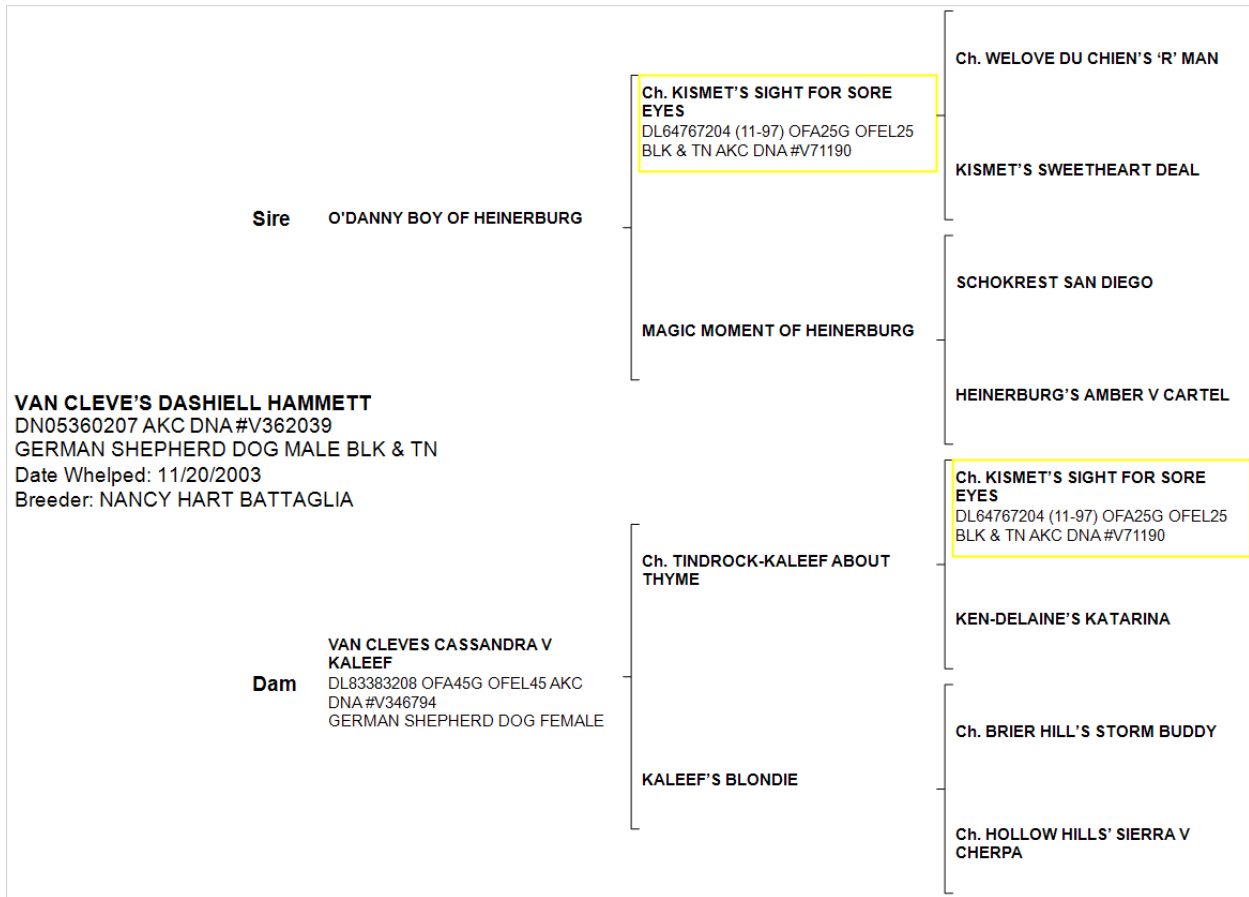 VAN CLEVE’S DASHIELL HAMMETT
DN05360207 AKC DNA #V362039
GERMAN SHEPHERD DOG MALE BLK & TN
Date Whelped: 11/20/2003
Breeder: NANCY HART BATTAGLIA
Sire
O'DANNY BOY OF HEINERBURG
Ch. KISMET’S SIGHT FOR SORE
EYES
DL64767204 (11-97) OFA25G OFEL25
BLK & TN AKC DNA #V71190
Ch. WELOVE DU CHIEN’S ‘R’ MAN
KISMET’S SWEETHEART DEAL
MAGIC MOMENT OF HEINERBURG
SCHOKREST SAN DIEGO
HEINERBURG’S AMBER V CARTEL
Dam
VAN CLEVES CASSANDRA V
KALEEF
DL83383208 OFA45G OFEL45 AKC
DNA #V346794
GERMAN SHEPHERD DOG FEMALE
Ch. TINDROCK-KALEEF ABOUT
THYME
Ch. KISMET’S SIGHT FOR SORE
EYES
DL64767204 (11-97) OFA25G OFEL25
BLK & TN AKC DNA #V71190
KEN-DELAINE’S KATARINA
KALEEF’S BLONDIE
Ch. BRIER HILL’S STORM BUDDY
Ch. HOLLOW HILLS’ SIERRA V
CHERPA